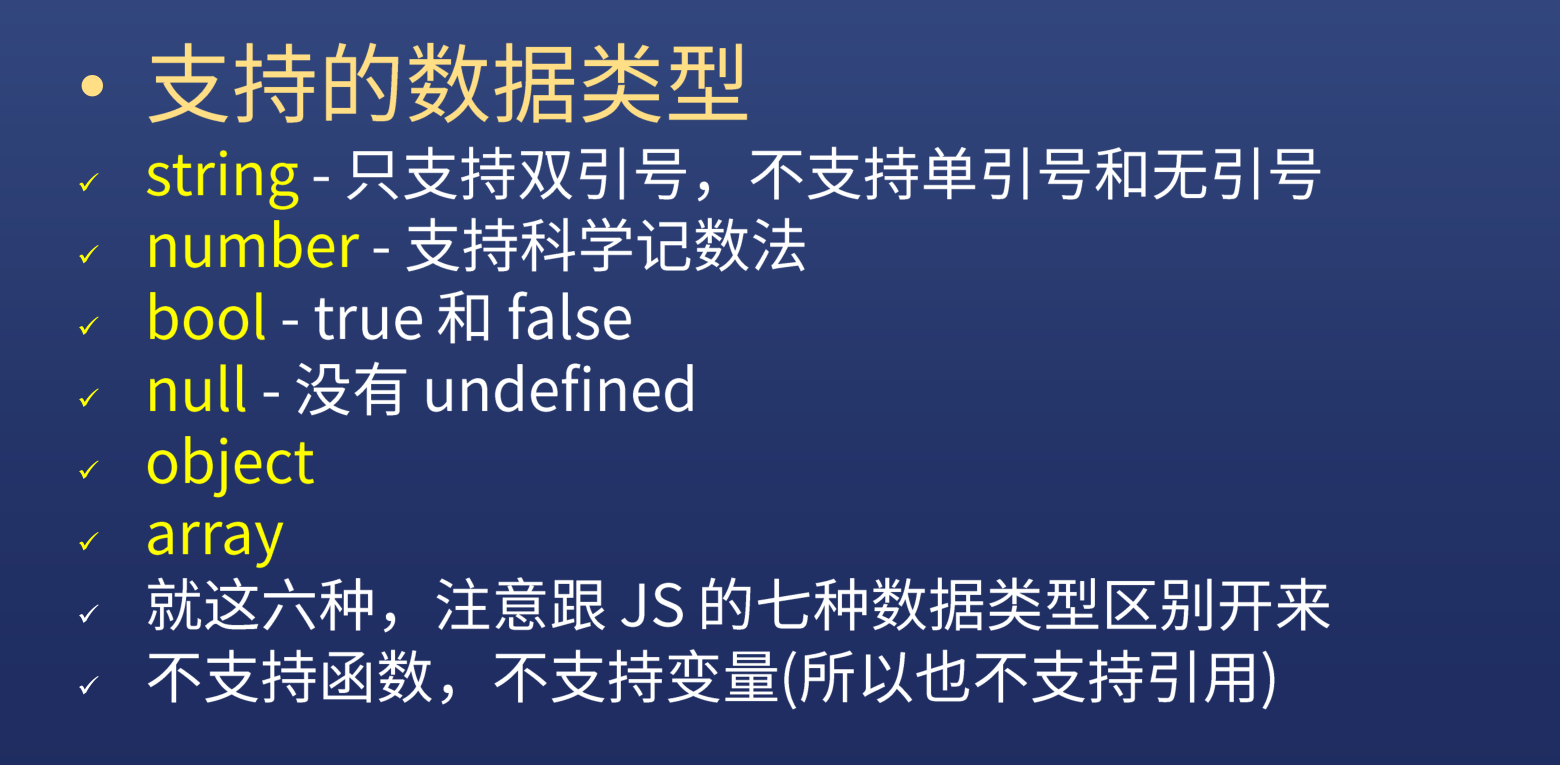 • 支持的数据类型
✓ string - 只支持双引号，不支持单引号和无引号
✓ number - 支持科学记数法
✓ bool - true 和 false
✓ null - 没有 undefined
✓ object
✓ array
✓ 就这六种，注意跟 JS 的七种数据类型区别开来
✓ 不支持函数，不支持变量(所以也不支持引用)